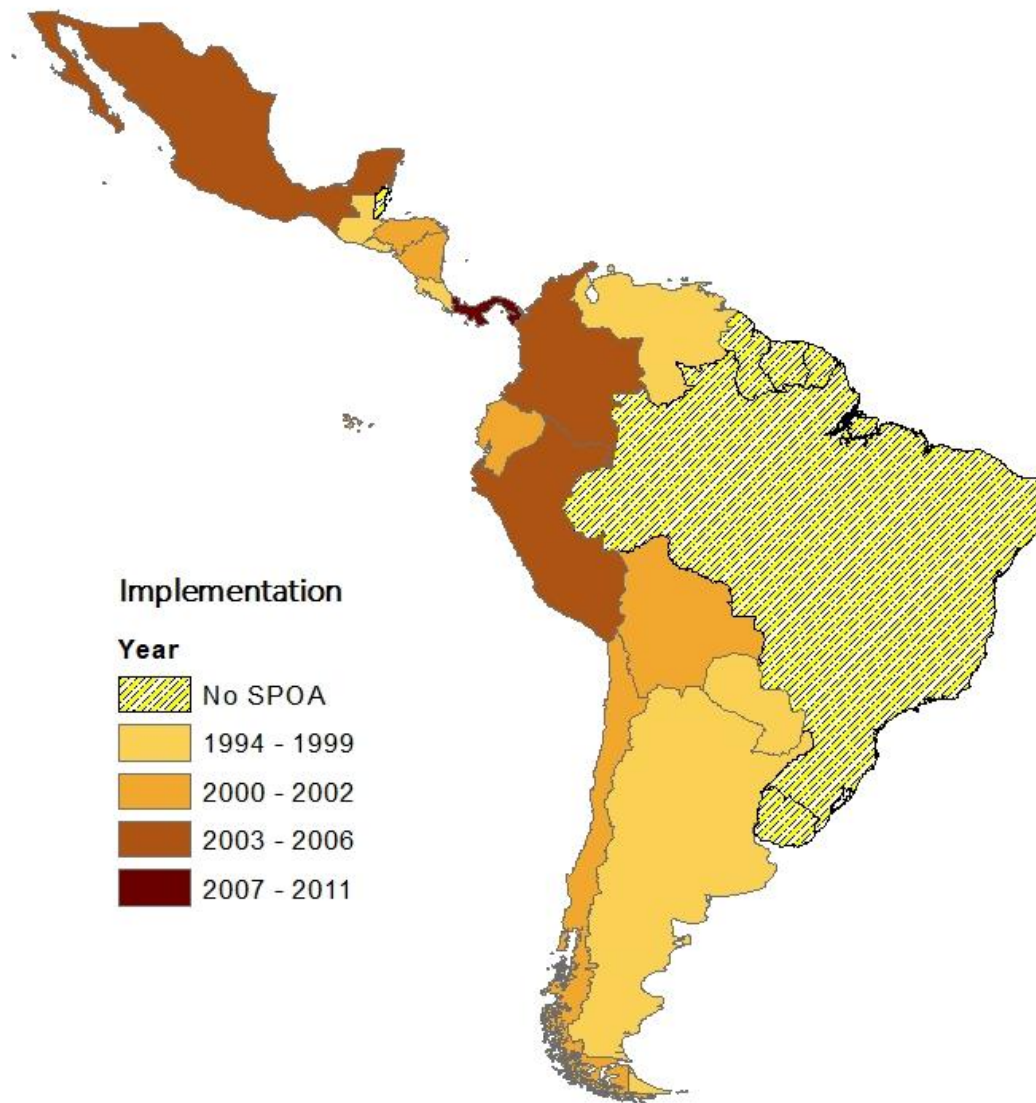 Implementation
Year
No SPOA
1994 - 1999
2000 - 2002
2003 - 2006
2007 - 2011